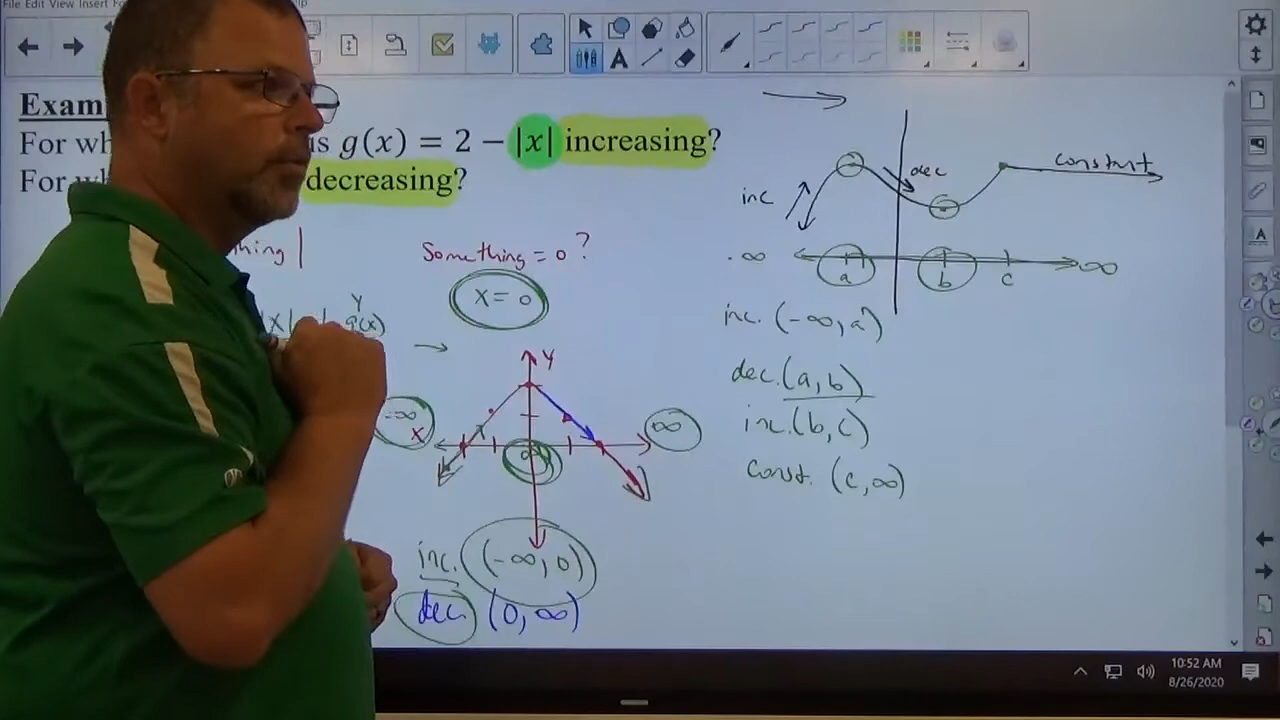 File Edit View Insert
Exam
For wh is g(x) = 2 − |x| increasing?
For decreasing?
hing |
Something = 0 ?
x = 0
Y
|x| g(x)
Y
-∞
x
0
∞
inc. (-∞, 0)
dec. (0, ∞)
inc
dec
constant
-∞
a
b
c
∞
inc. (-∞, a)
dec. (a, b)
inc. (b, c)
const. (c, ∞)
10:52 AM
8/26/2020